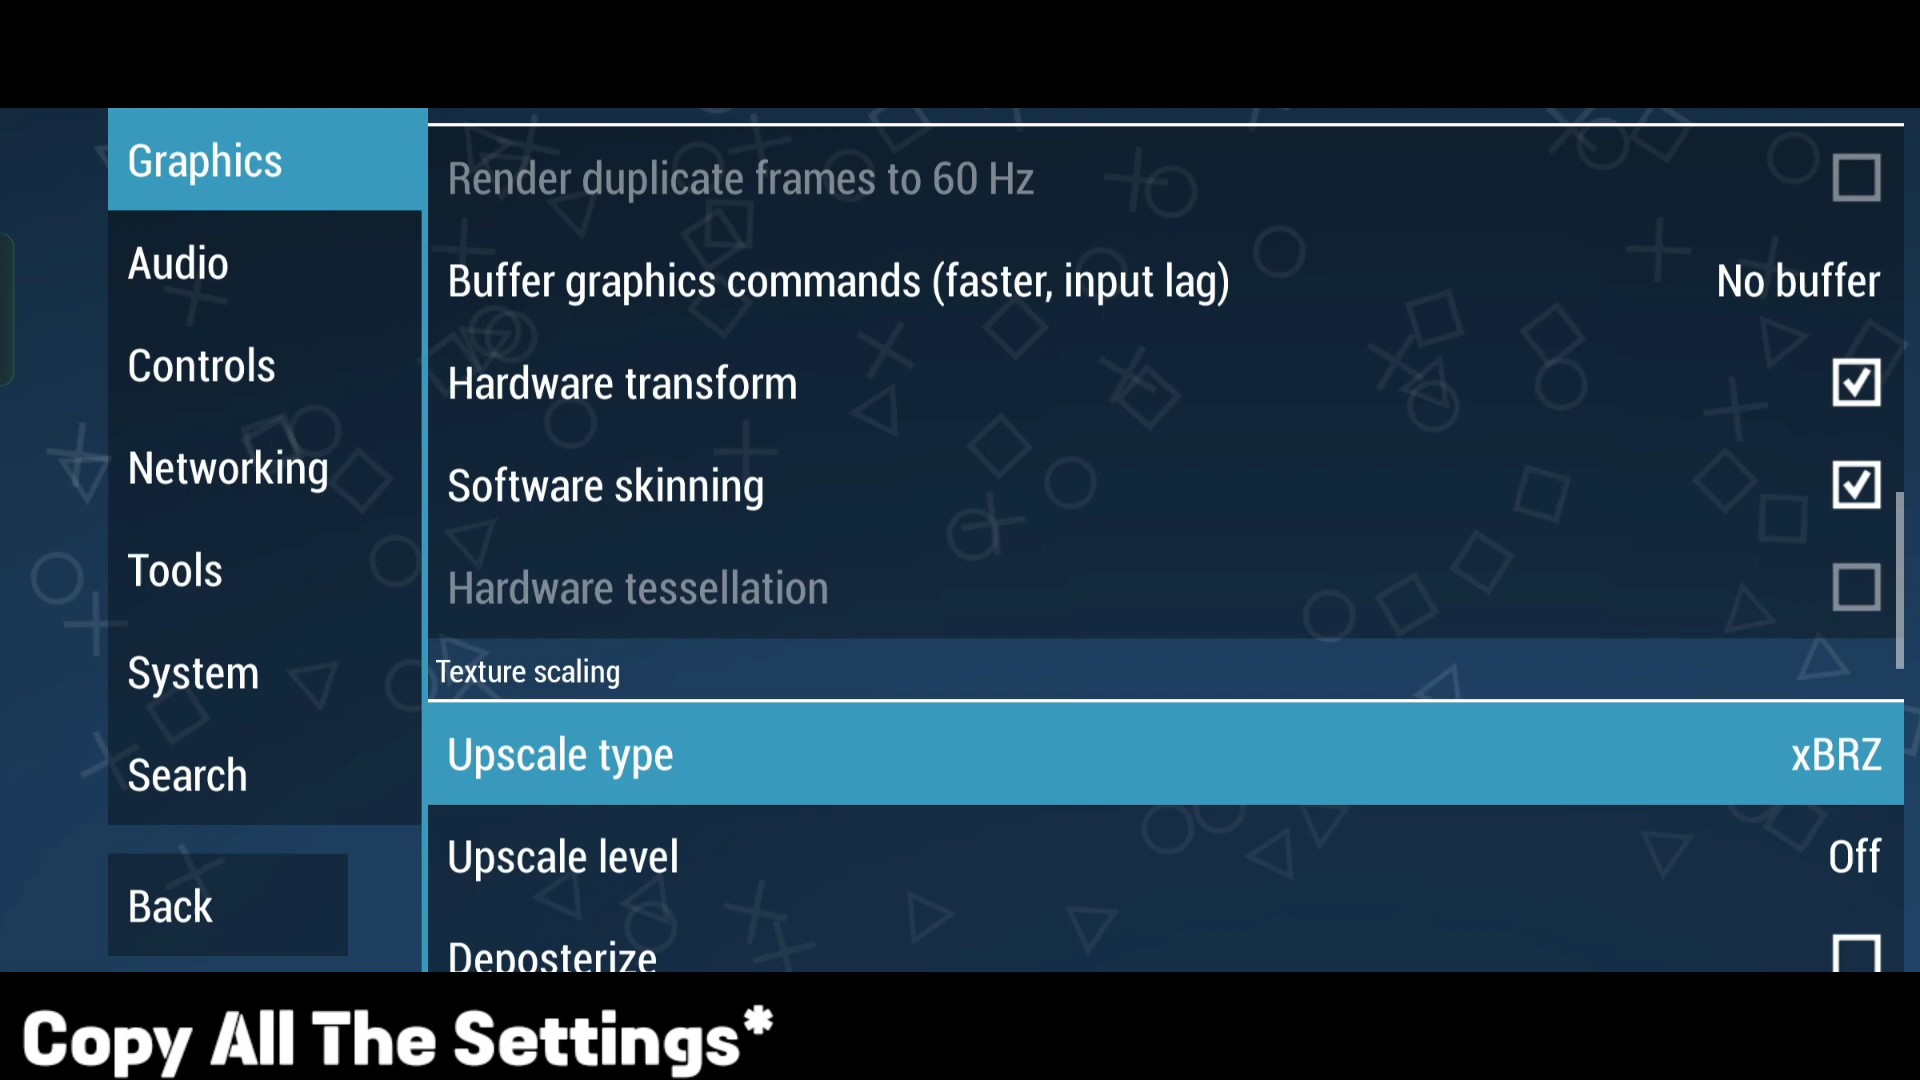 Graphics
Audio
Controls
Networking
Tools
System
Search
Back
Render duplicate frames to 60 Hz
Buffer graphics commands (faster, input lag) No buffer
Hardware transform
Software skinning
Hardware tessellation
Texture scaling
Upscale type xBRZ
Upscale level Off
Deposterize
Copy All The Settings*